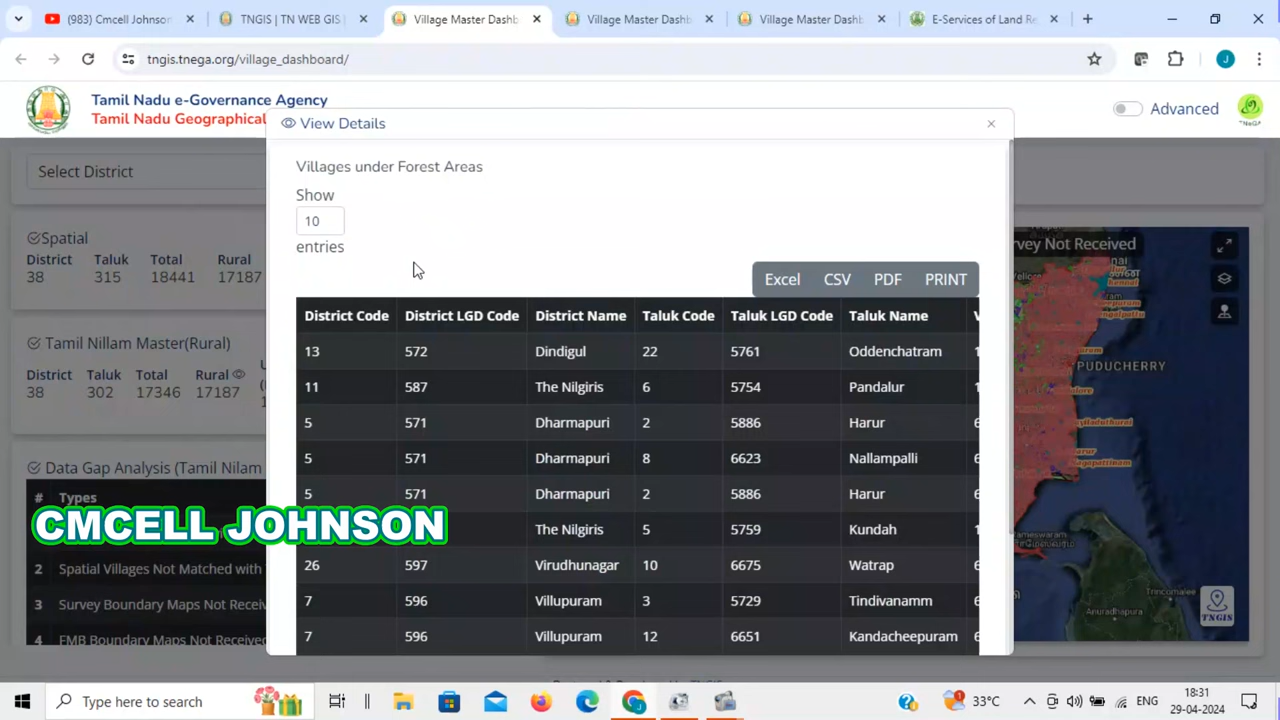 (983) Cmcell Johnson
TNGIS | TN WEB GIS
Village Master Dashb
Village Master Dashb
Village Master Dashb
E-Services of Land Re
tngis.tnega.org/village_dashboard/
Tamil Nadu e-Governance Agency
Tamil Nadu Geographical
Advanced
View Details
Select District
Villages under Forest Areas
Show
10
entries
Excel CSV PDF PRINT
Spatial
District Taluk Total Rural
38 315 18441 17187
Tamil Nillam Master(Rural)
District Taluk Total Rural
38 302 17346 17187
Data Gap Analysis (Tamil Nilam
# Types
2 Spatial Villages Not Matched with
3 Survey Boundary Maps Not Receiv
4 FMB Boundary Maps Not Received
District Code District LGD Code District Name Taluk Code Taluk LGD Code Taluk Name
13 572 Dindigul 22 5761 Oddenchatram
11 587 The Nilgiris 6 5754 Pandalur
5 571 Dharmapuri 2 5886 Harur
5 571 Dharmapuri 8 6623 Nallampalli
5 571 Dharmapuri 2 5886 Harur
The Nilgiris 5 5759 Kundah
26 597 Virudhunagar 10 6675 Watrap
7 596 Villupuram 3 5729 Tindivanamm
7 596 Villupuram 12 6651 Kandacheepuram
CMCELL JOHNSON
rvey Not Received
PUDUCHERRY
Trincomalee
Anuradhapura
TNGIS
Type here to search
33°C
ENG
18:31
29-04-2024